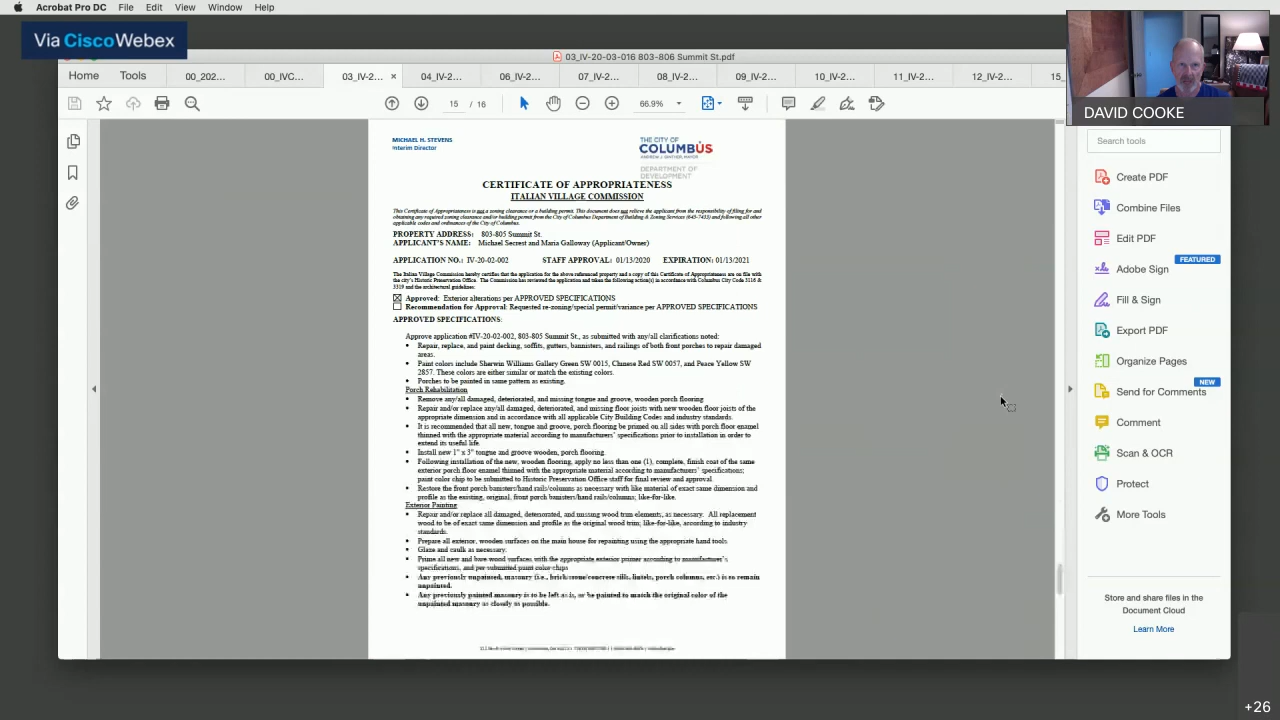 Acrobat Pro DC File Edit View Window Help
Via Cisco Webex
03_IV-20-03-016 803-806 Summit St.pdf
Home Tools 00_202... 00_IVC... 03_IV-2... × 04_IV-2... 06_IV-2... 07_IV-2... 08_IV-2... 09_IV-2... 10_IV-2... 11_IV-2... 12_IV-2... 15_
15 / 16 66.9%
DAVID COOKE
MICHAEL H. STEVENS
Interim Director
THE CITY OF
COLUMBUS
ANDREW J. GINTHER, MAYOR
DEPARTMENT OF
DEVELOPMENT
CERTIFICATE OF APPROPRIATENESS
ITALIAN VILLAGE COMMISSION
This Certificate of Appropriateness is not a zoning clearance or a building permit. This document does not relieve the applicant from the responsibility of filing for and
obtaining any required zoning clearance and/or building permit from the City of Columbus Department of Building & Zoning Services (645-7433) and following all other
applicable codes and ordinances of the City of Columbus.
PROPERTY ADDRESS: 803-805 Summit St.
APPLICANT'S NAME: Michael Secrest and Maria Galloway (Applicant/Owner)
APPLICATION NO.: IV-20-02-002 STAFF APPROVAL: 01/13/2020 EXPIRATION: 01/13/2021
The Italian Village Commission hereby certifies that the application for the above referenced property and a copy of this Certificate of Appropriateness are on file with
the city's Historic Preservation Office. The Commission has reviewed the application and taken the following action(s) in accordance with Columbus City Code 3116 &
3319 and the architectural guidelines:
Approved: Exterior alterations per APPROVED SPECIFICATIONS
Recommendation for Approval: Requested re-zoning/special permit/variance per APPROVED SPECIFICATIONS
APPROVED SPECIFICATIONS:
Approve application #IV-20-02-002, 803-805 Summit St., as submitted with any/all clarifications noted:
• Repair, replace, and paint decking, soffits, gutters, bannisters, and railings of both front porches to repair damaged
areas.
• Paint colors include Sherwin Williams Gallery Green SW 0015, Chinese Red SW 0057, and Peace Yellow SW
2857. These colors are either similar or match the existing colors.
• Porches to be painted in same pattern as existing.
Porch Rehabilitation
• Remove any/all damaged, deteriorated, and missing tongue and groove, wooden porch flooring
• Repair and/or replace any/all damaged, deteriorated, and missing floor joists with new wooden floor joists of the
appropriate dimension and in accordance with all applicable City Building Codes and industry standards.
• It is recommended that all new, tongue and groove, porch flooring be primed on all sides with porch floor enamel
thinned with the appropriate material according to manufacturers' specifications prior to installation in order to
extend its useful life.
• Install new 1" x 3" tongue and groove wooden, porch flooring.
• Following installation of the new, wooden flooring, apply no less than one (1), complete, finish coat of the same
exterior porch floor enamel thinned with the appropriate material according to manufacturers' specifications;
paint color chip to be submitted to Historic Preservation Office staff for final review and approval.
• Restore the front porch banisters/hand rails/columns as necessary with like material of exact same dimension and
profile as the existing, original, front porch banisters/hand rails/columns; like-for-like.
Exterior Painting
• Repair and/or replace all damaged, deteriorated, and missing wood trim elements, as necessary. All replacement
wood to be of exact same dimension and profile as the original wood trim; like-for-like, according to industry
standards.
• Prepare all exterior, wooden surfaces on the main house for repainting using the appropriate hand tools.
• Glaze and caulk as necessary.
• Prime all new and bare wood surfaces with the appropriate exterior primer according to manufacturer's
specifications, and per submitted paint color chips
• Any previously unpainted, masonry (i.e., brick/stone/concrete sills, lintels, porch columns, etc.) is to remain
unpainted.
• Any previously painted masonry is to be left as is, or be painted to match the original color of the
unpainted masonry as closely as possible.
Search tools
Create PDF
Combine Files
Edit PDF
FEATURED
Adobe Sign
Fill & Sign
Export PDF
Organize Pages
NEW
Send for Comments
Comment
Scan & OCR
Protect
More Tools
Store and share files in the
Document Cloud
Learn More
+26